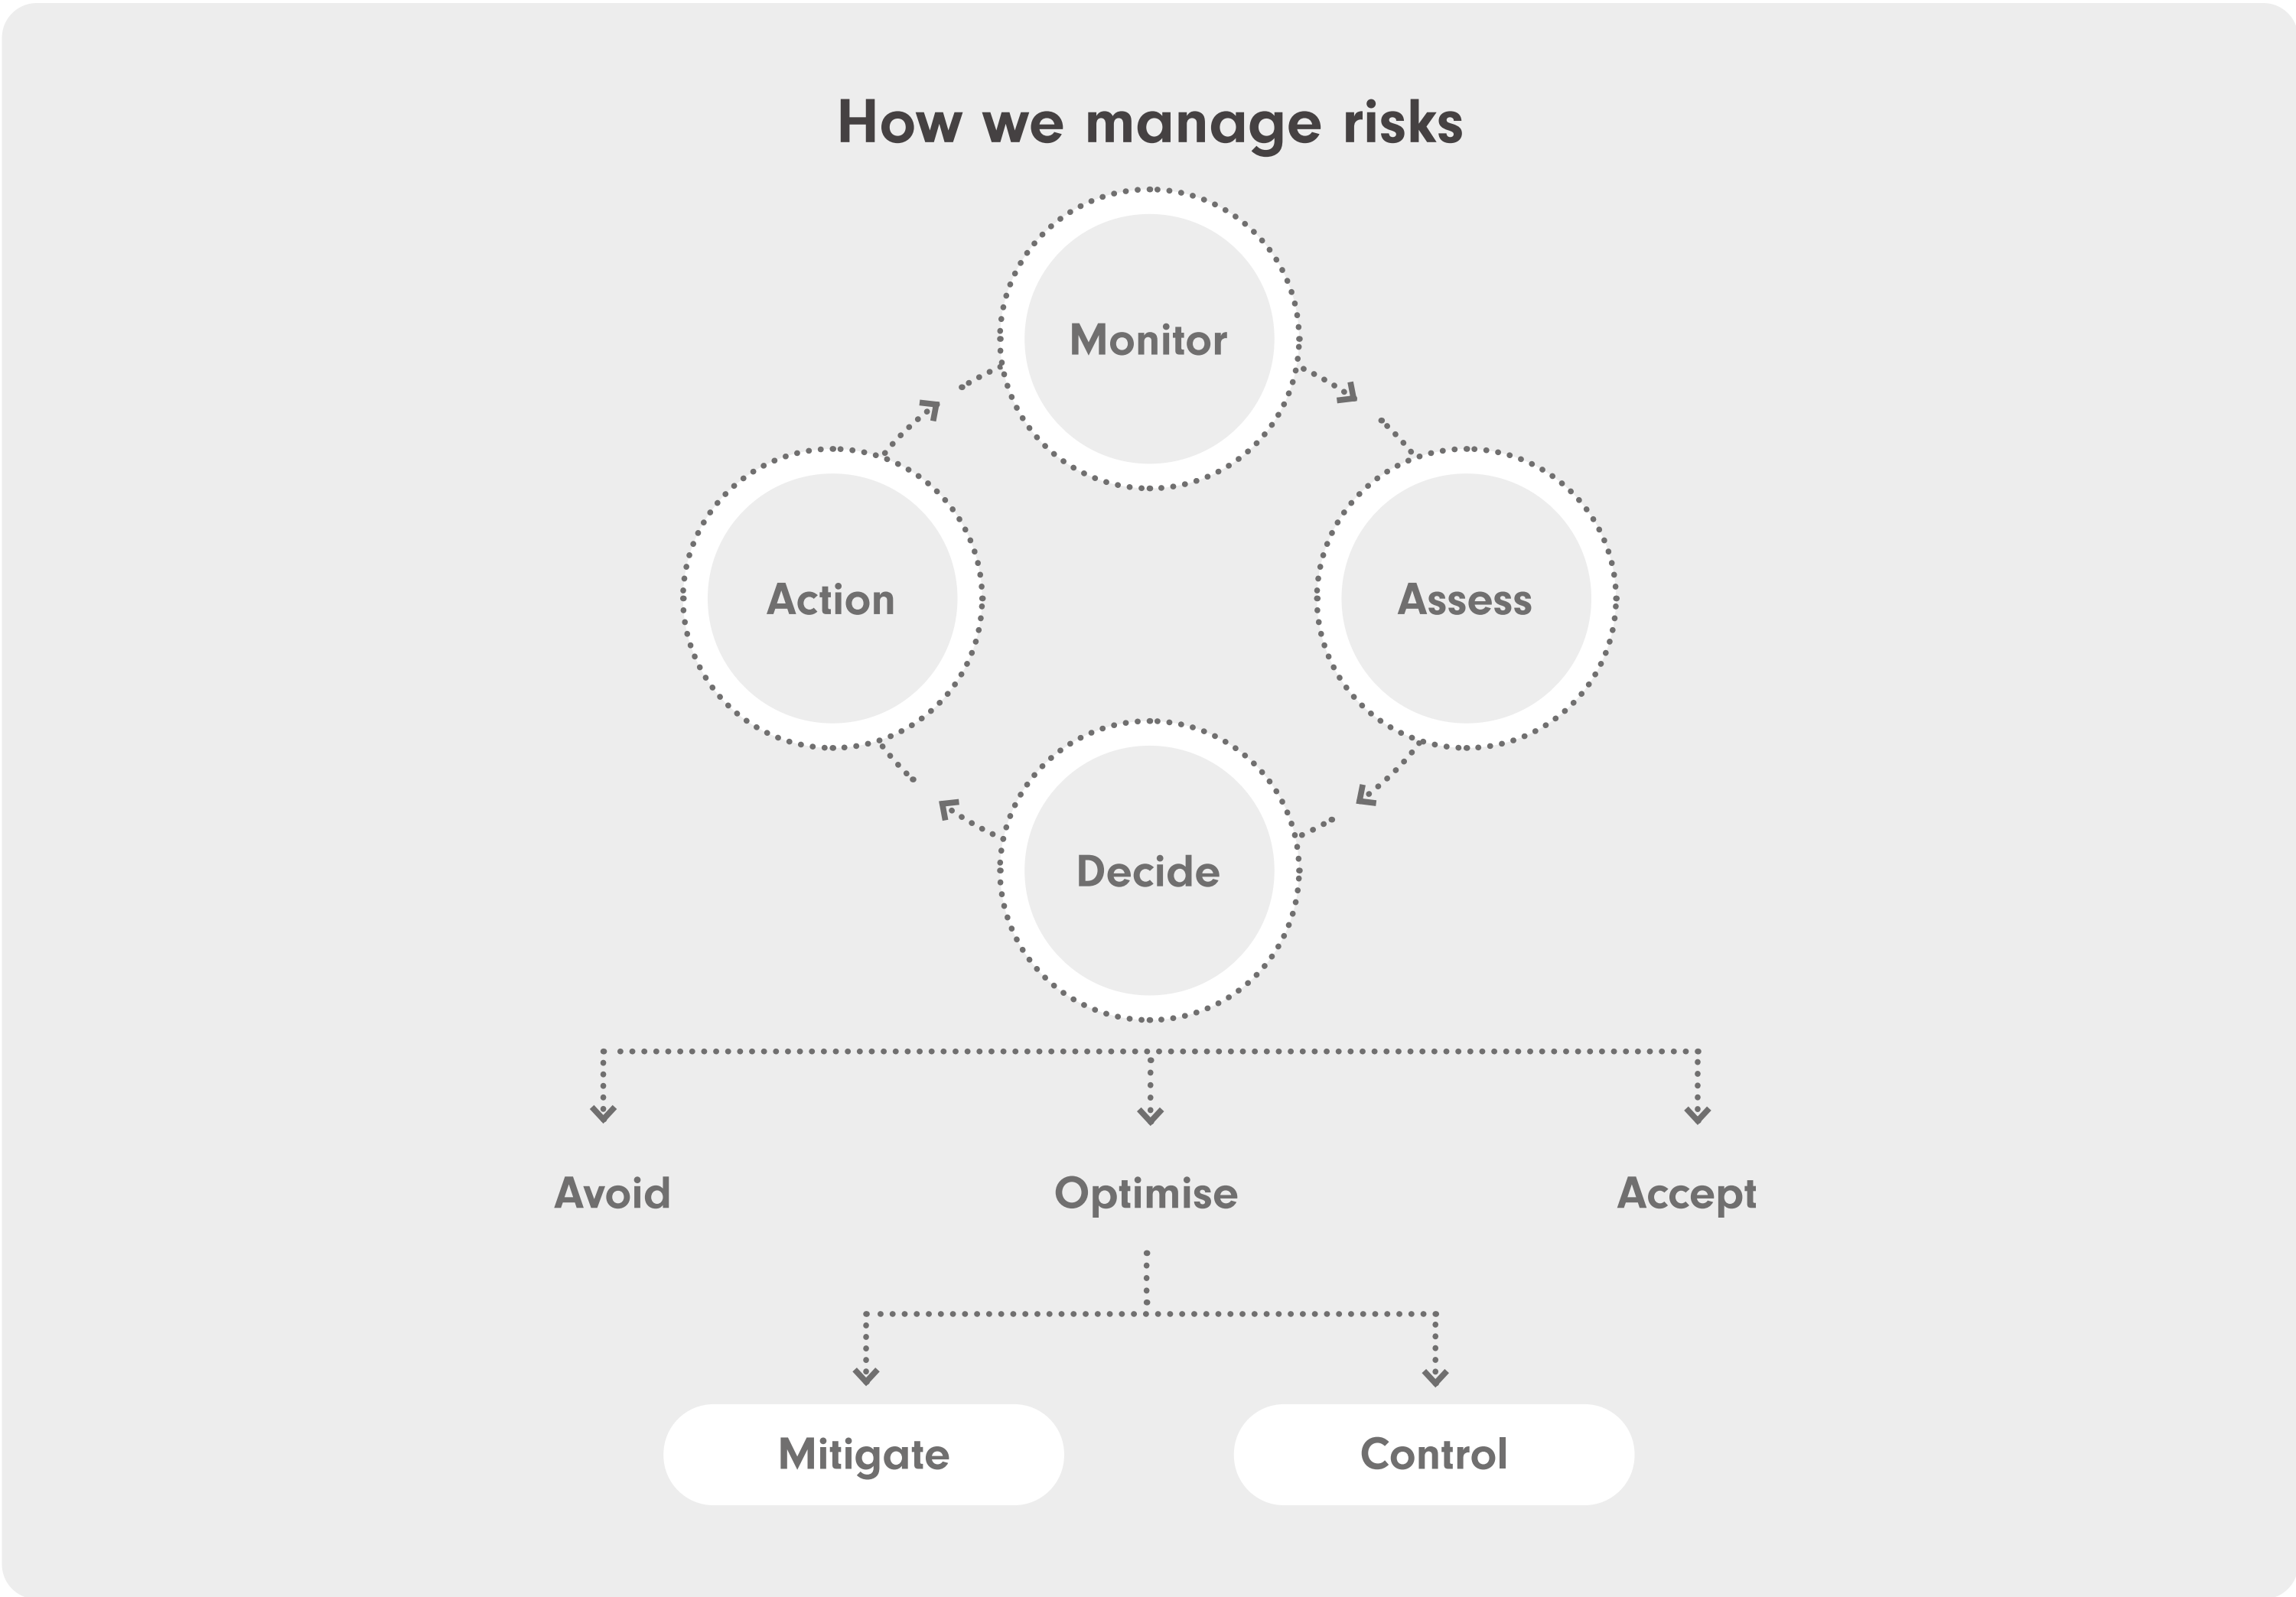 How we manage risks
Monitor
Action
Assess
Decide
Avoid
Optimise
Accept
Mitigate
Control